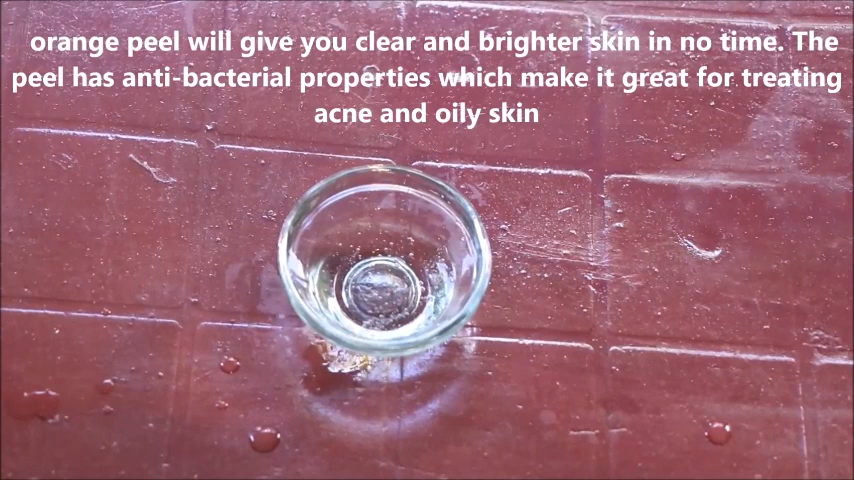 orange peel will give you clear and brighter skin in no time. The
peel has anti-bacterial properties which make it great for treating
acne and oily skin